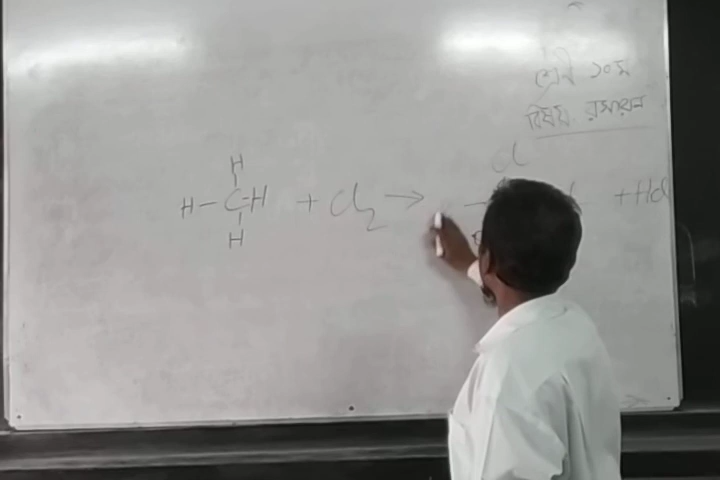 শ্রেণী ১০ম
বিষয়. রসায়ন
Cl
H
H-C-H + Cl2 → - +Hcl
H